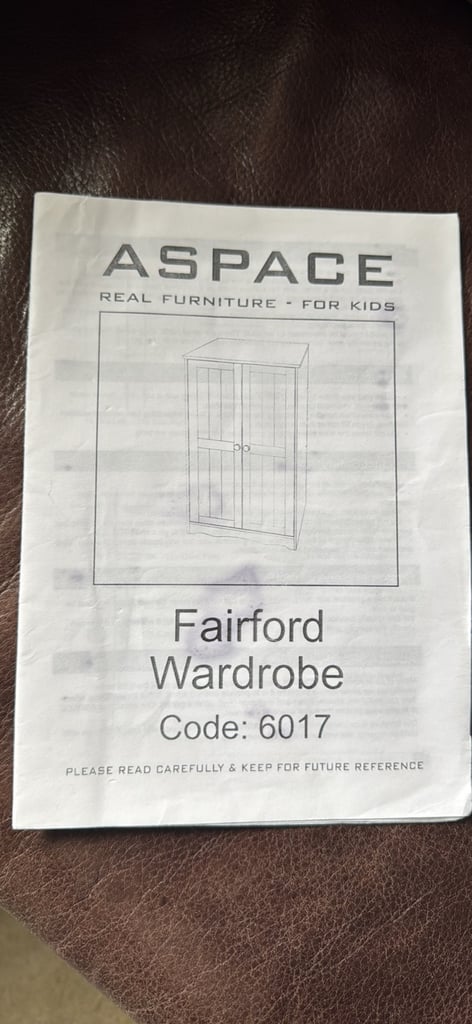 ASPACE
REAL FURNITURE - FOR KIDS
Fairford
Wardrobe
Code: 6017
PLEASE READ CAREFULLY & KEEP FOR FUTURE REFERENCE